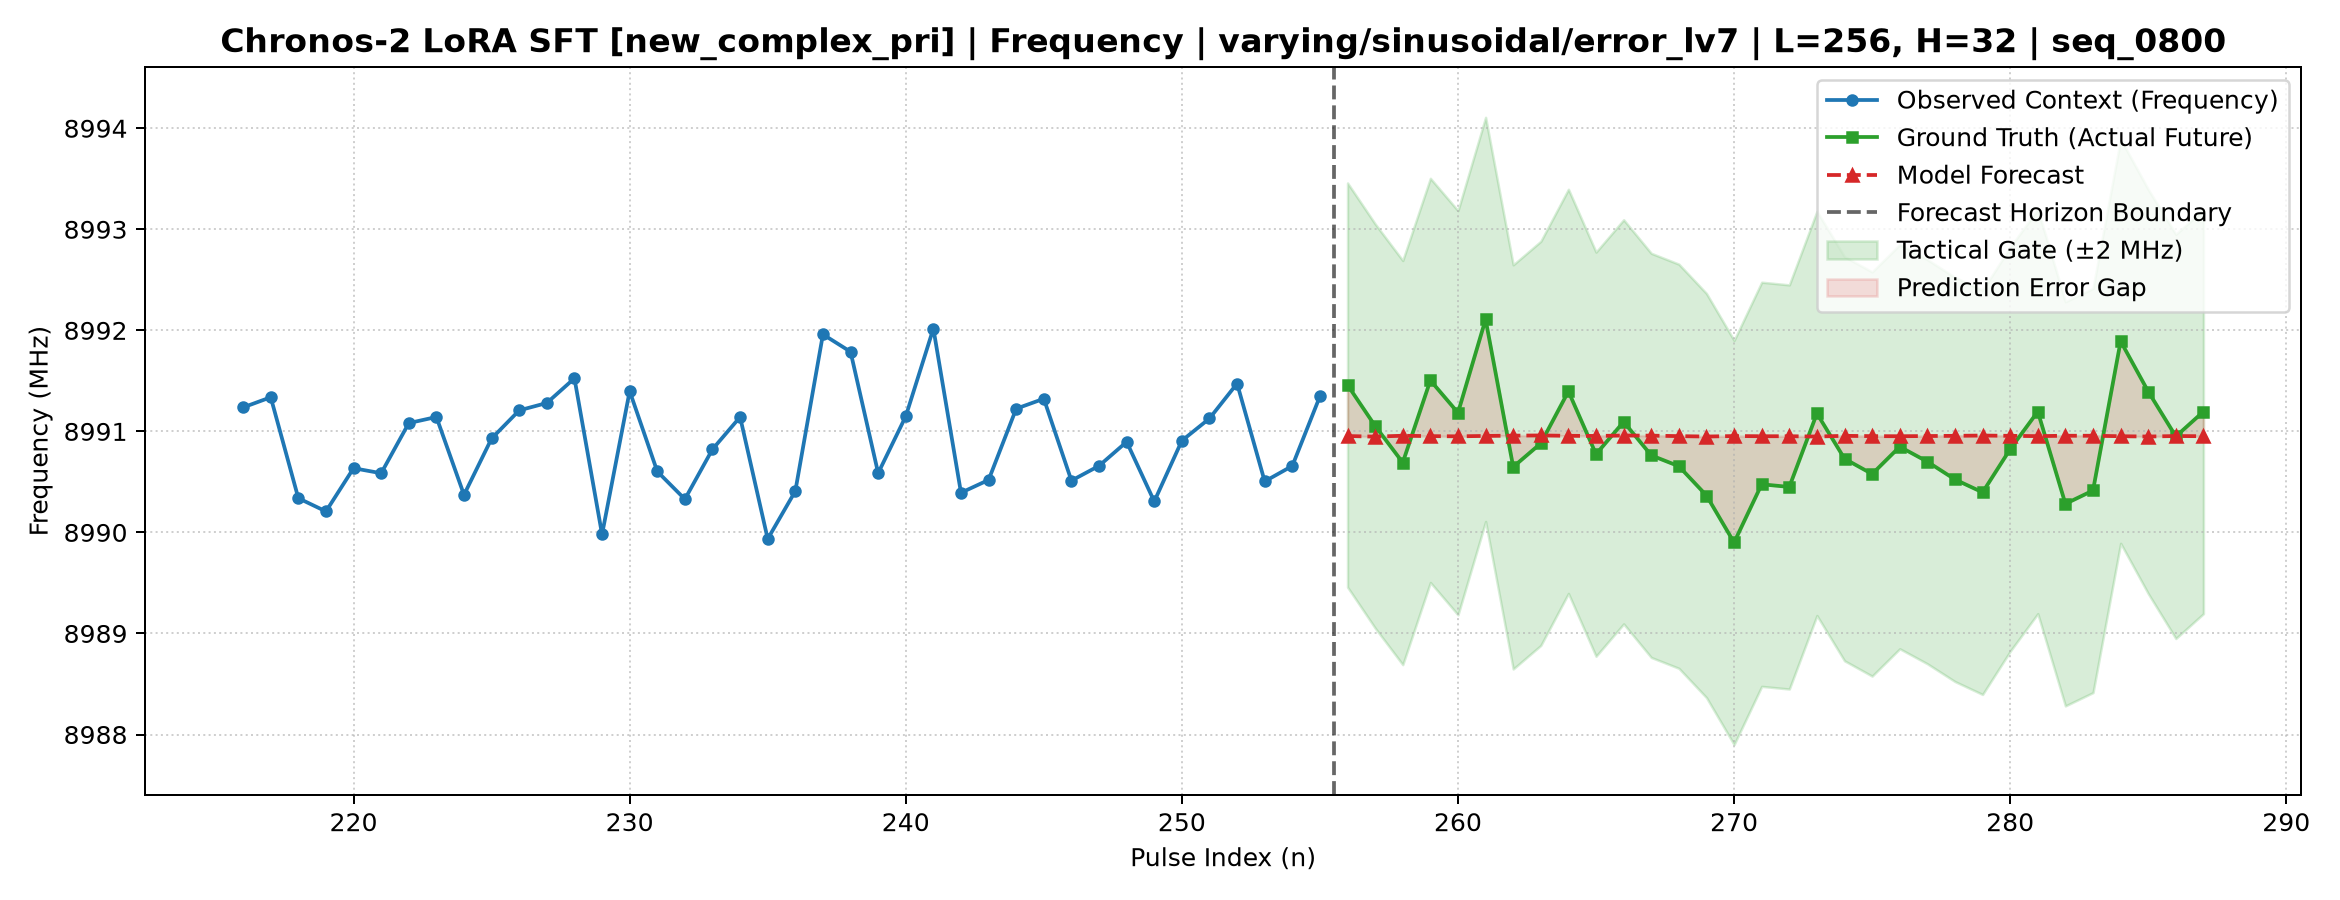 Chronos-2 LoRA SFT [new_complex_pri] | Frequency | varying/sinusoidal/error_lv7 | L=256, H=32 | seq_0800
Observed Context (Frequency)
Ground Truth (Actual Future)
Model Forecast
Forecast Horizon Boundary
Tactical Gate (±2 MHz)
Prediction Error Gap
Frequency (MHz)
8994
8993
8992
8991
8990
8989
8988
220
230
240
250
260
270
280
290
Pulse Index (n)